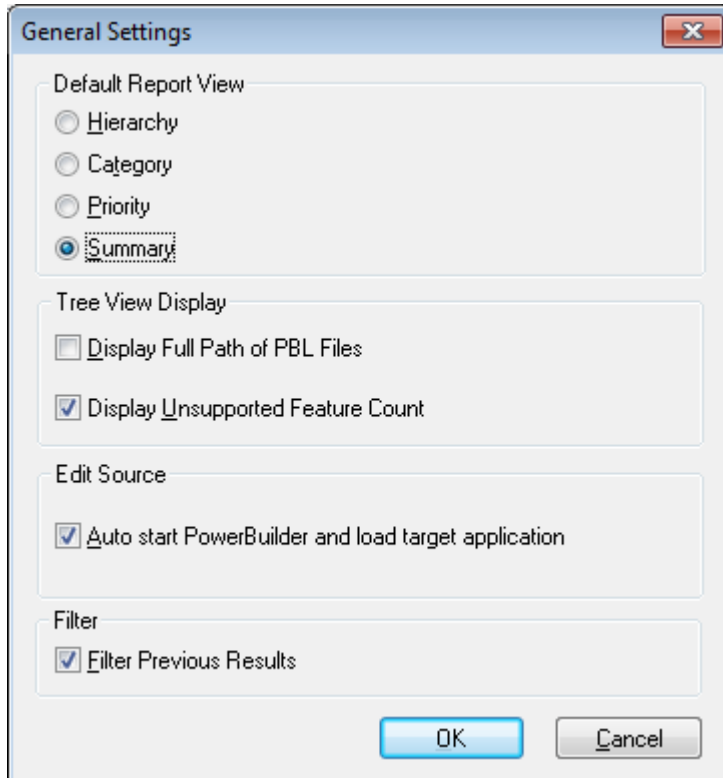 General Settings
Default Report View
Hierarchy
Category
Priority
Summary
Tree View Display
Display Full Path of PBL Files
Display Unsupported Feature Count
Edit Source
Auto start PowerBuilder and load target application
Filter
Filter Previous Results
OK Cancel